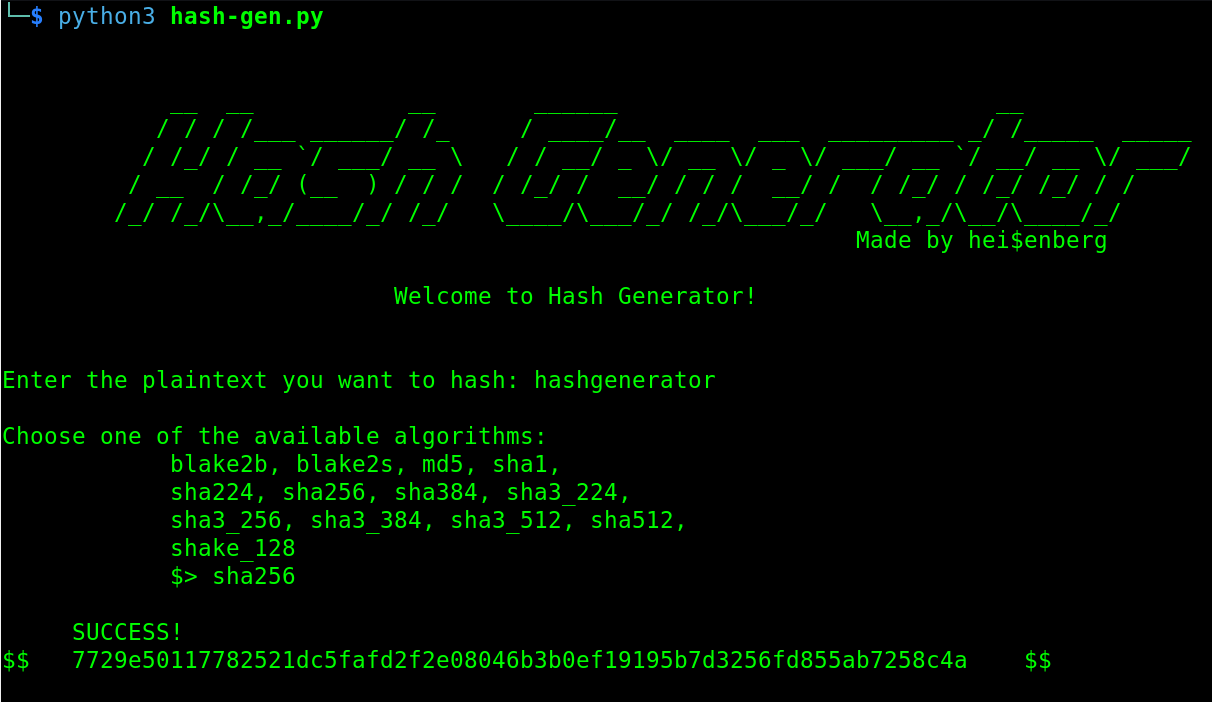 └─$ python3 hash-gen.py
Hash Generator
Made by hei$enberg
Welcome to Hash Generator!
Enter the plaintext you want to hash: hashgenerator
Choose one of the available algorithms:
blake2b, blake2s, md5, sha1,
sha224, sha256, sha384, sha3_224,
sha3_256, sha3_384, sha3_512, sha512,
shake_128
$> sha256
SUCCESS!
$$ 7729e50117782521dc5fafd2f2e08046b3b0ef19195b7d3256fd855ab7258c4a $$